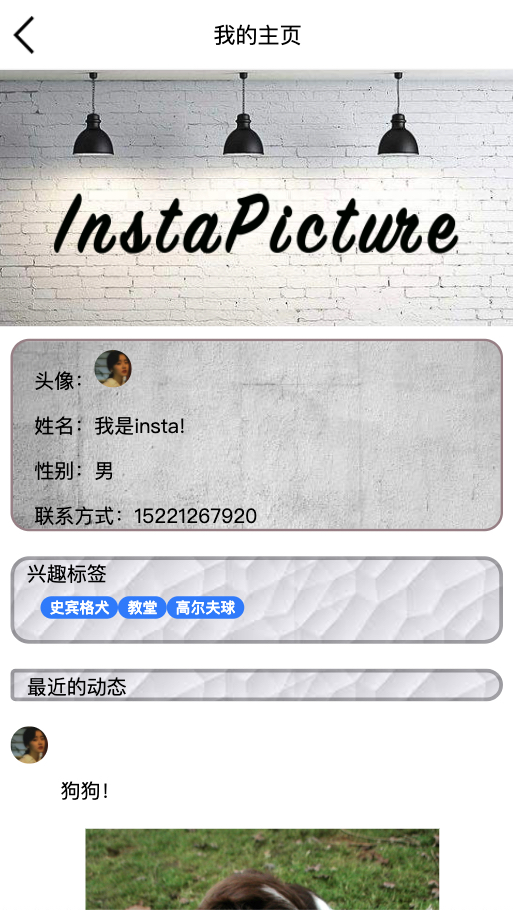 我的主页
InstaPicture
头像：
姓名：我是insta!
性别：男
联系方式：15221267920
兴趣标签
史宾格犬 教堂 高尔夫球
最近的动态
狗狗！